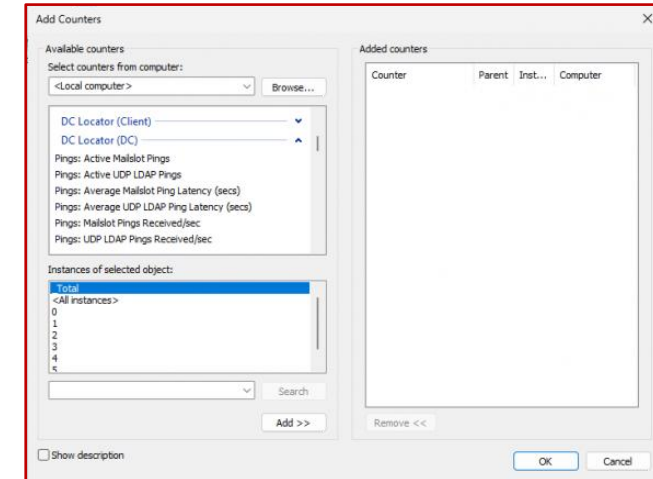 Add Counters
Available counters
Select counters from computer:
<Local computer>
Browse...
DC Locator (Client)
DC Locator (DC)
Pings: Active Mailslot Pings
Pings: Active UDP LDAP Pings
Pings: Average Mailslot Ping Latency (secs)
Pings: Average UDP LDAP Ping Latency (secs)
Pings: Mailslot Pings Received/sec
Pings: UDP LDAP Pings Received/sec
Instances of selected object:
_Total
<All instances>
0
1
2
3
4
5
Search
Add >>
Show description
Added counters
Counter Parent Inst... Computer
Remove <<
OK Cancel